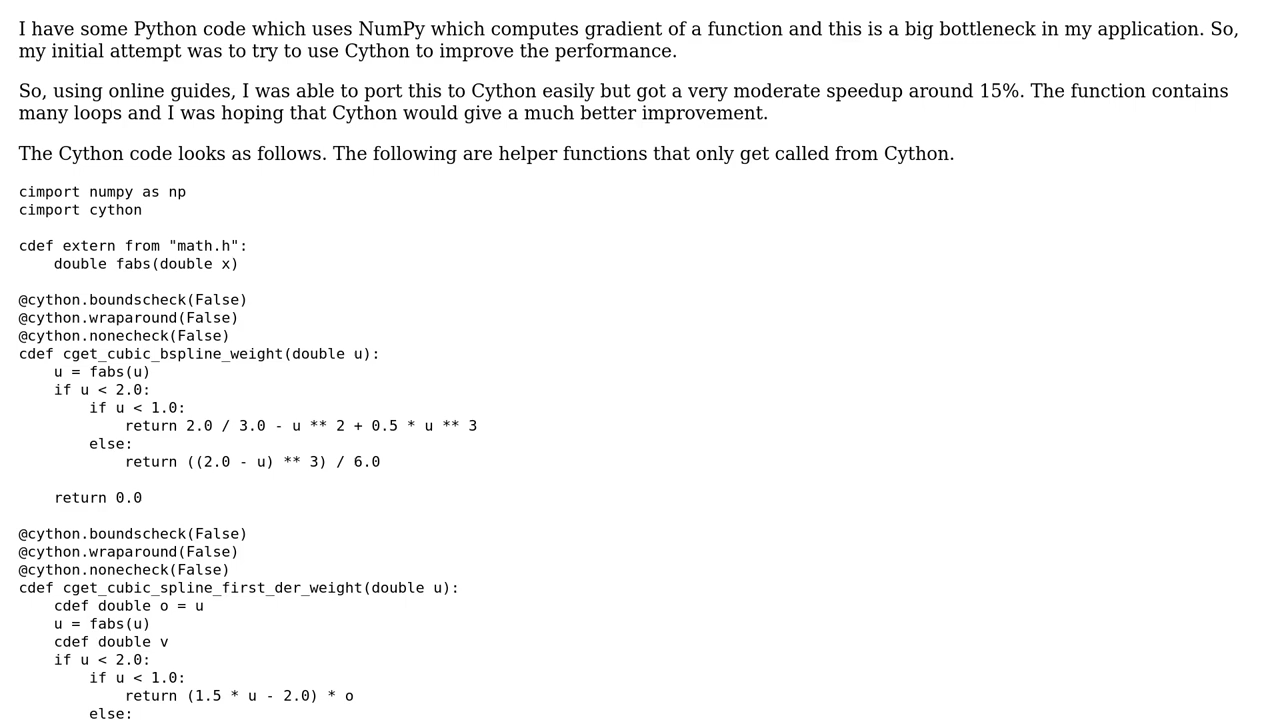 I have some Python code which uses NumPy which computes gradient of a function and this is a big bottleneck in my application. So,
my initial attempt was to try to use Cython to improve the performance.
So, using online guides, I was able to port this to Cython easily but got a very moderate speedup around 15%. The function contains
many loops and I was hoping that Cython would give a much better improvement.
The Cython code looks as follows. The following are helper functions that only get called from Cython.
cimport numpy as np
cimport cython
cdef extern from "math.h":
    double fabs(double x)
@cython.boundscheck(False)
@cython.wraparound(False)
@cython.nonecheck(False)
cdef cget_cubic_bspline_weight(double u):
    u = fabs(u)
    if u < 2.0:
        if u < 1.0:
            return 2.0 / 3.0 - u ** 2 + 0.5 * u ** 3
        else:
            return ((2.0 - u) ** 3) / 6.0
    return 0.0
@cython.boundscheck(False)
@cython.wraparound(False)
@cython.nonecheck(False)
cdef cget_cubic_spline_first_der_weight(double u):
    cdef double o = u
    u = fabs(u)
    cdef double v
    if u < 2.0:
        if u < 1.0:
            return (1.5 * u - 2.0) * o
        else: